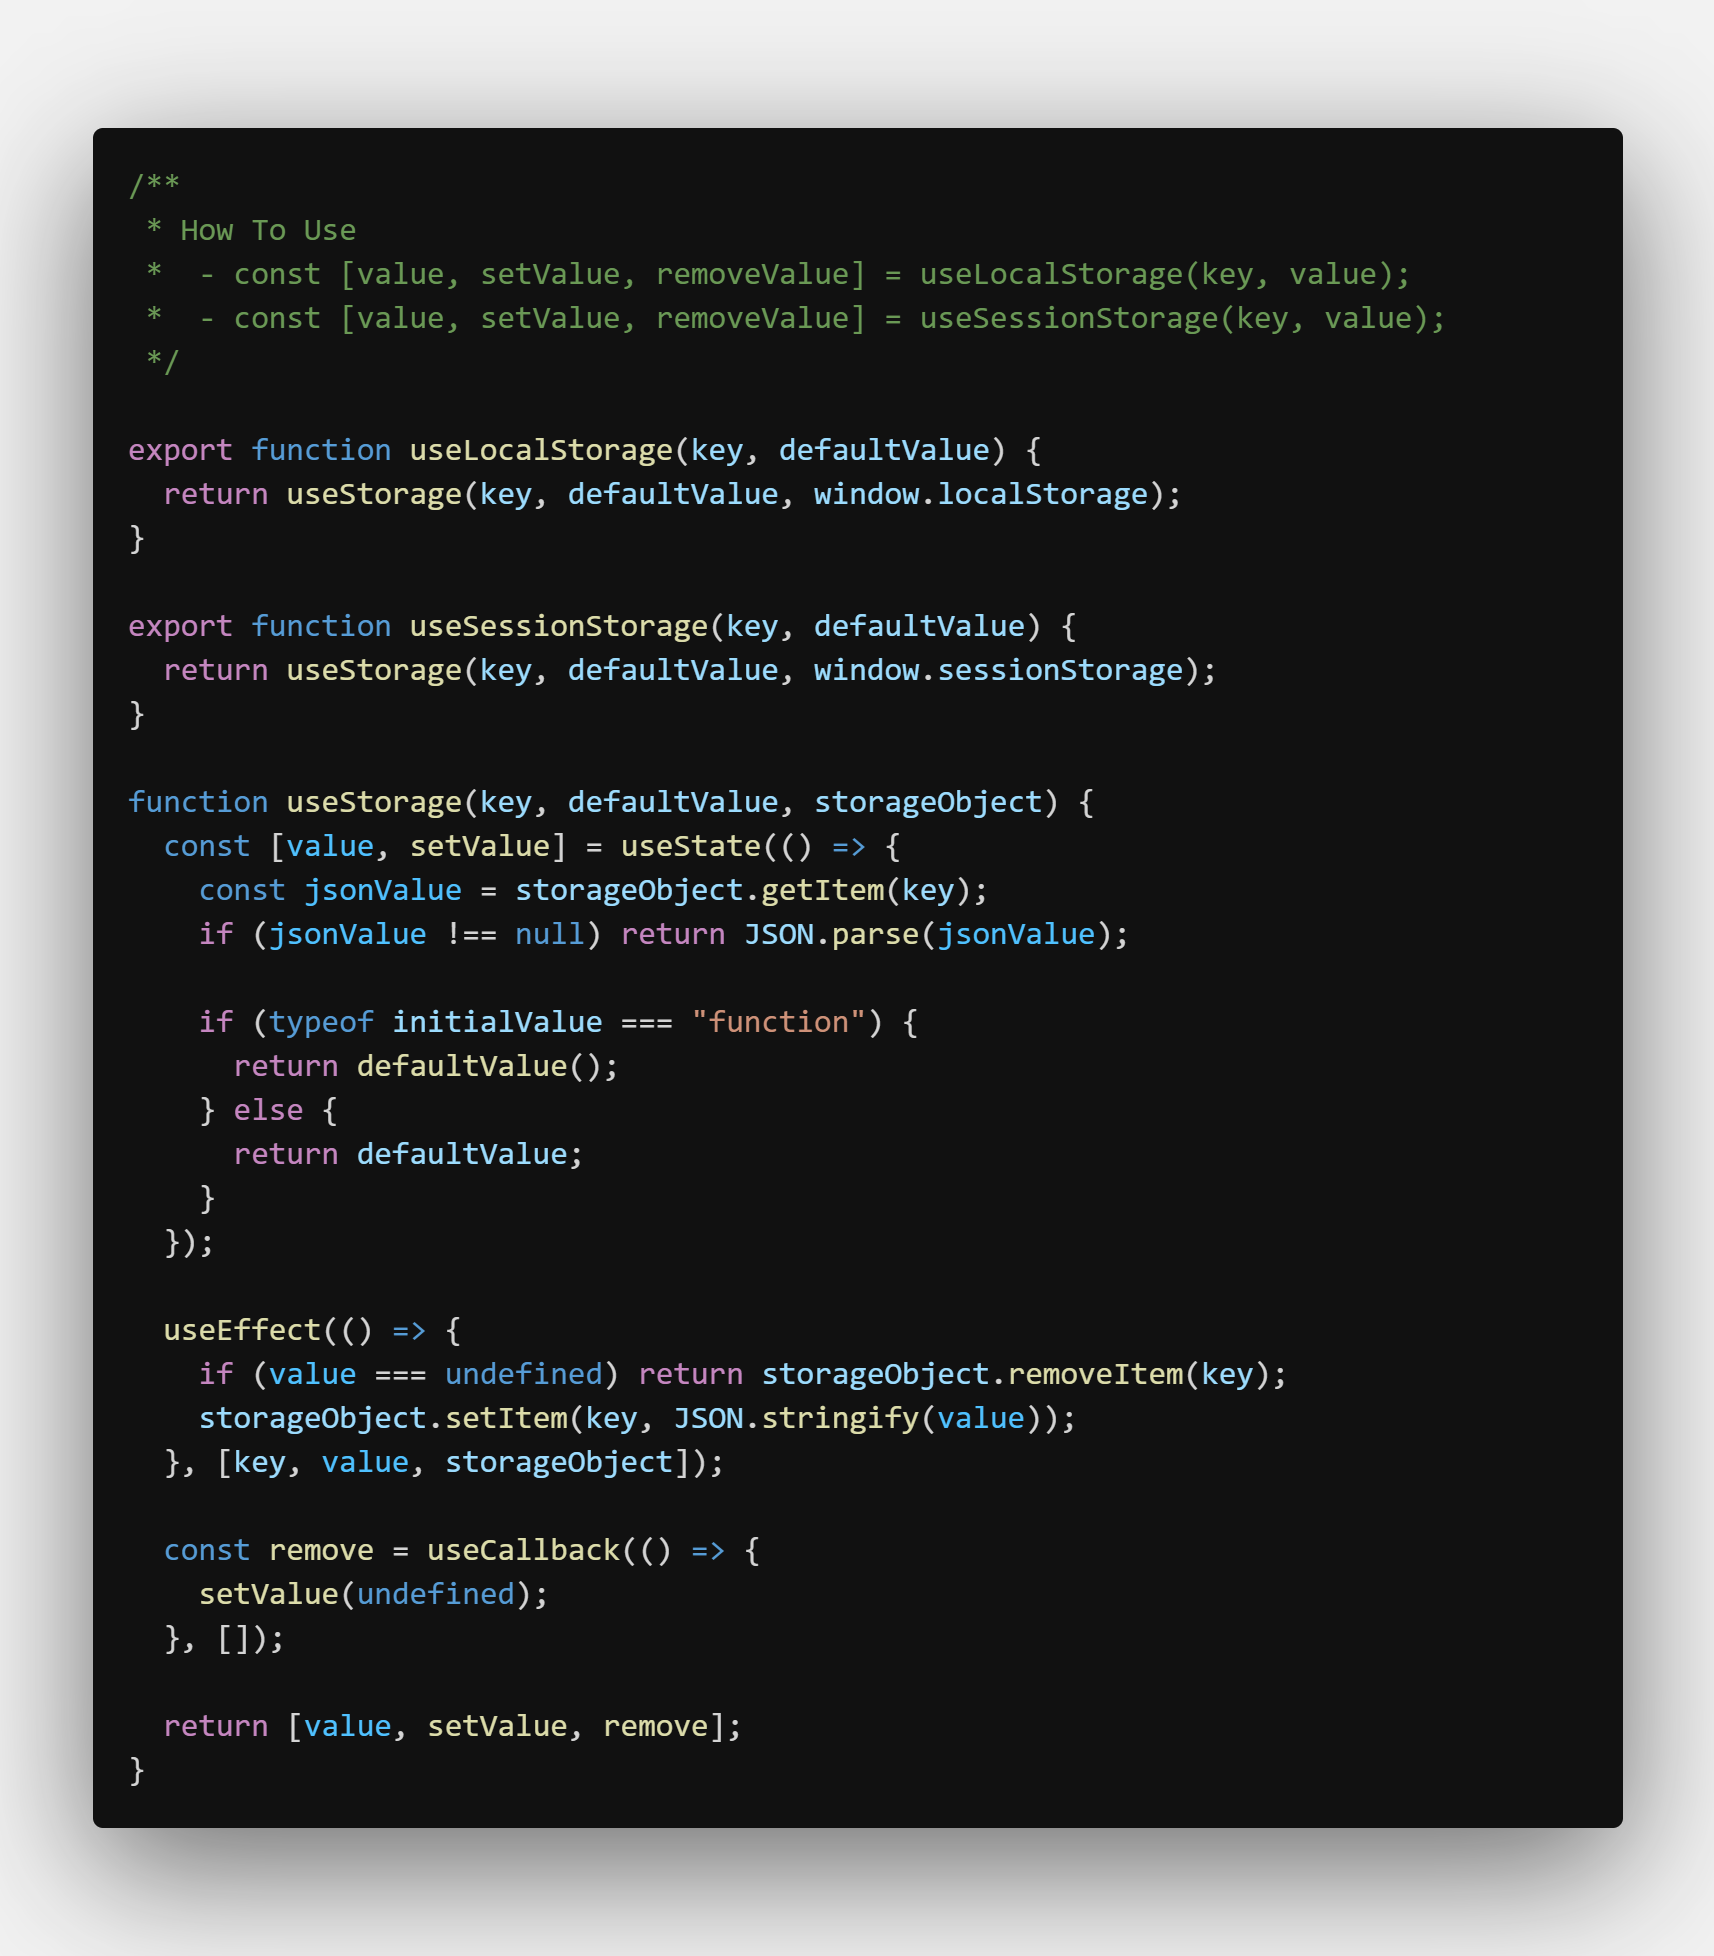 /**
 * How To Use
 *  - const [value, setValue, removeValue] = useLocalStorage(key, value);
 *  - const [value, setValue, removeValue] = useSessionStorage(key, value);
 */

export function useLocalStorage(key, defaultValue) {
  return useStorage(key, defaultValue, window.localStorage);
}

export function useSessionStorage(key, defaultValue) {
  return useStorage(key, defaultValue, window.sessionStorage);
}

function useStorage(key, defaultValue, storageObject) {
  const [value, setValue] = useState(() => {
    const jsonValue = storageObject.getItem(key);
    if (jsonValue !== null) return JSON.parse(jsonValue);

    if (typeof initialValue === "function") {
      return defaultValue();
    } else {
      return defaultValue;
    }
  });

  useEffect(() => {
    if (value === undefined) return storageObject.removeItem(key);
    storageObject.setItem(key, JSON.stringify(value));
  }, [key, value, storageObject]);

  const remove = useCallback(() => {
    setValue(undefined);
  }, []);

  return [value, setValue, remove];
}